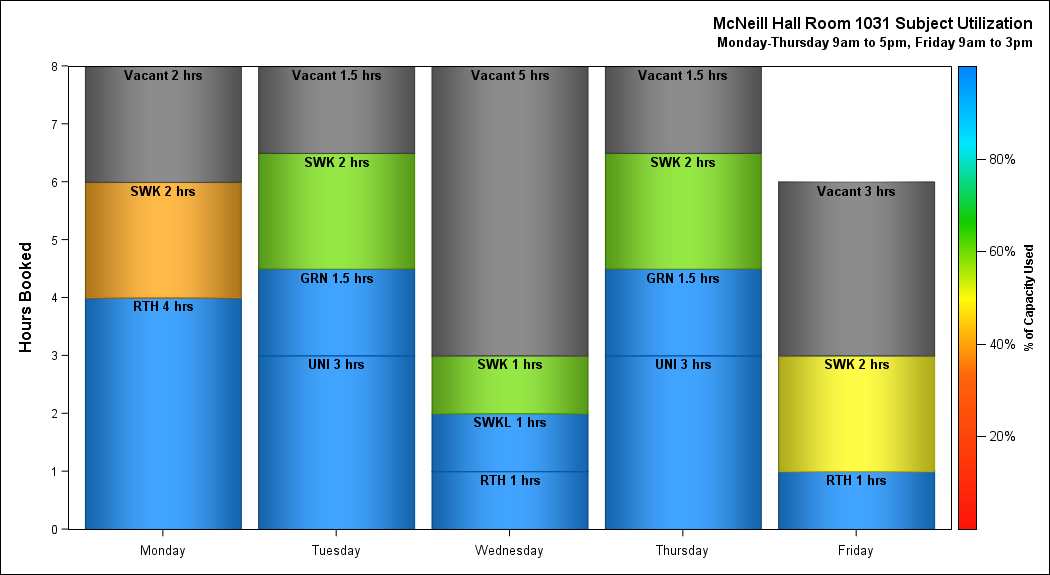 McNeill Hall Room 1031 Subject Utilization
Monday-Thursday 9am to 5pm, Friday 9am to 3pm
Hours Booked
8
7
6
5
4
3
2
1
0
Vacant 2 hrs
SWK 2 hrs
RTH 4 hrs
Vacant 1.5 hrs
SWK 2 hrs
GRN 1.5 hrs
UNI 3 hrs
Vacant 5 hrs
SWK 1 hrs
SWKL 1 hrs
RTH 1 hrs
Vacant 1.5 hrs
SWK 2 hrs
GRN 1.5 hrs
UNI 3 hrs
Vacant 3 hrs
SWK 2 hrs
RTH 1 hrs
Monday
Tuesday
Wednesday
Thursday
Friday
80%
60%
40%
20%
% of Capacity Used